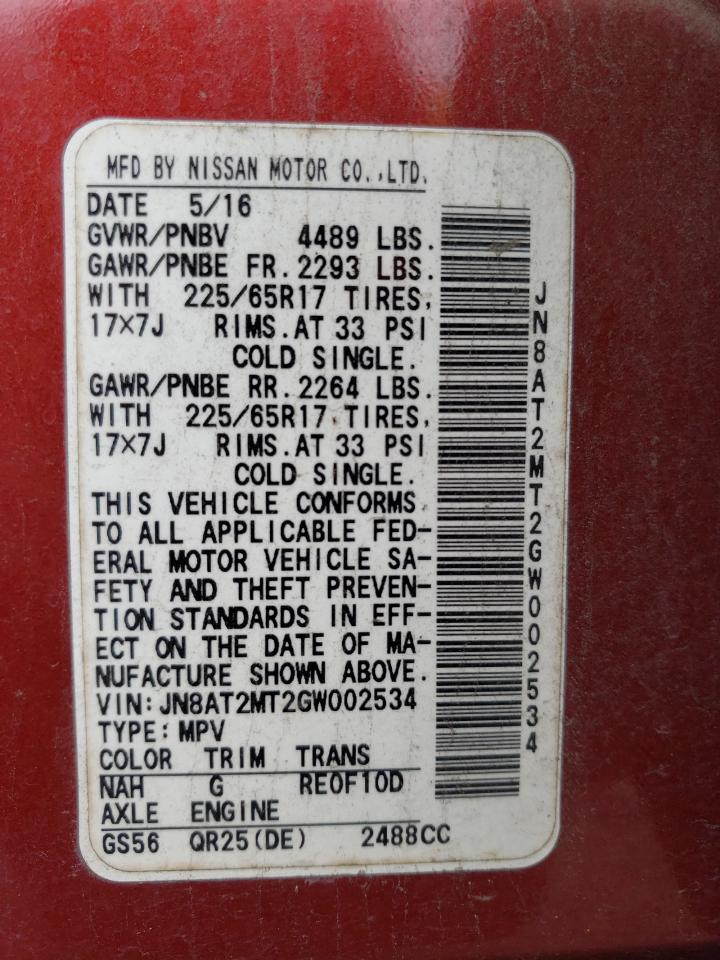 MFD BY NISSAN MOTOR CO.,LTD.
DATE 5/16
GVWR/PNBV 4489 LBS.
GAWR/PNBE FR.2293 LBS.
WITH 225/65R17 TIRES,
17×7J RIMS.AT 33 PSI
COLD SINGLE.
GAWR/PNBE RR.2264 LBS.
WITH 225/65R17 TIRES,
17×7J RIMS.AT 33 PSI
COLD SINGLE.
THIS VEHICLE CONFORMS
TO ALL APPLICABLE FED-
ERAL MOTOR VEHICLE SA-
FETY AND THEFT PREVEN-
TION STANDARDS IN EFF-
ECT ON THE DATE OF MA-
NUFACTURE SHOWN ABOVE.
VIN:JN8AT2MT2GW002534
TYPE:MPV
COLOR TRIM TRANS
NAH G RE0F10D
AXLE ENGINE
GS56 QR25(DE) 2488CC
JN8AT2MT2GW002534